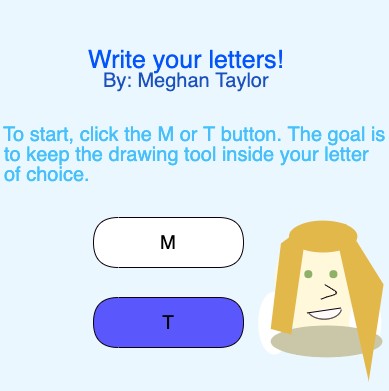 Write your letters!
By: Meghan Taylor
To start, click the M or T button. The goal is
to keep the drawing tool inside your letter
of choice.
M
T